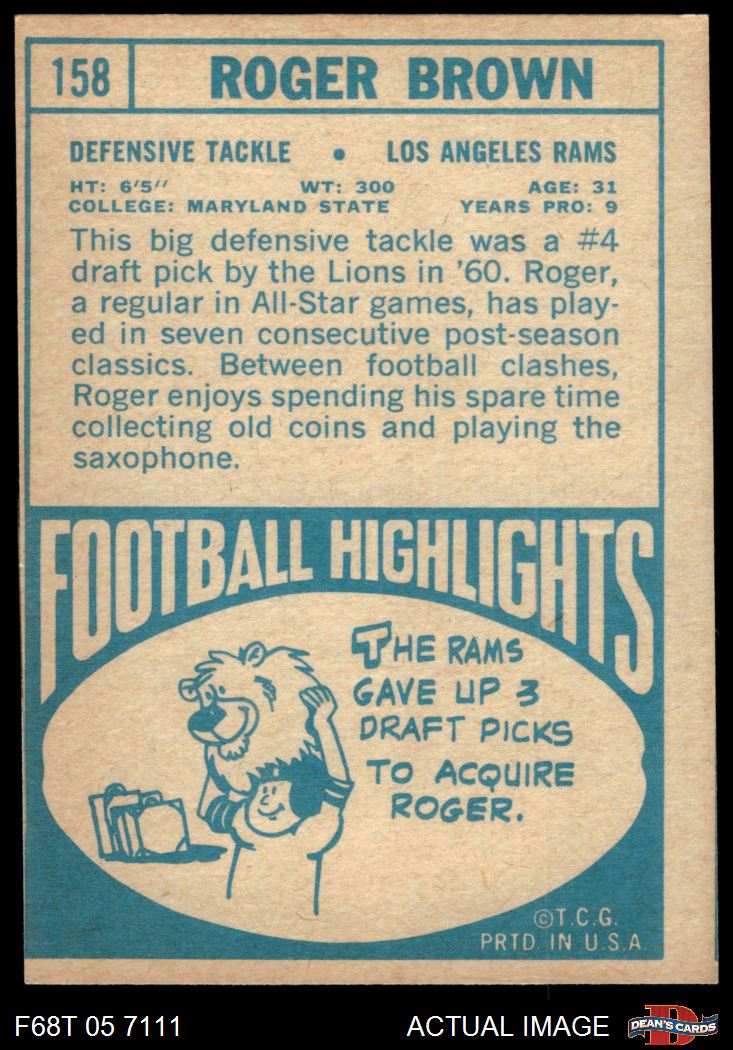 158 ROGER BROWN
DEFENSIVE TACKLE • LOS ANGELES RAMS
HT: 6'5'' WT: 300 AGE: 31
COLLEGE: MARYLAND STATE YEARS PRO: 9
This big defensive tackle was a #4
draft pick by the Lions in '60. Roger,
a regular in All-Star games, has play-
ed in seven consecutive post-season
classics. Between football clashes,
Roger enjoys spending his spare time
collecting old coins and playing the
saxophone.
FOOTBALL HIGHLIGHTS
THE RAMS
GAVE UP 3
DRAFT PICKS
TO ACQUIRE
ROGER.
©T.C.G.
PRTD. IN U.S.A.
F68T 05 7111 ACTUAL IMAGE D DEAN'S CARDS